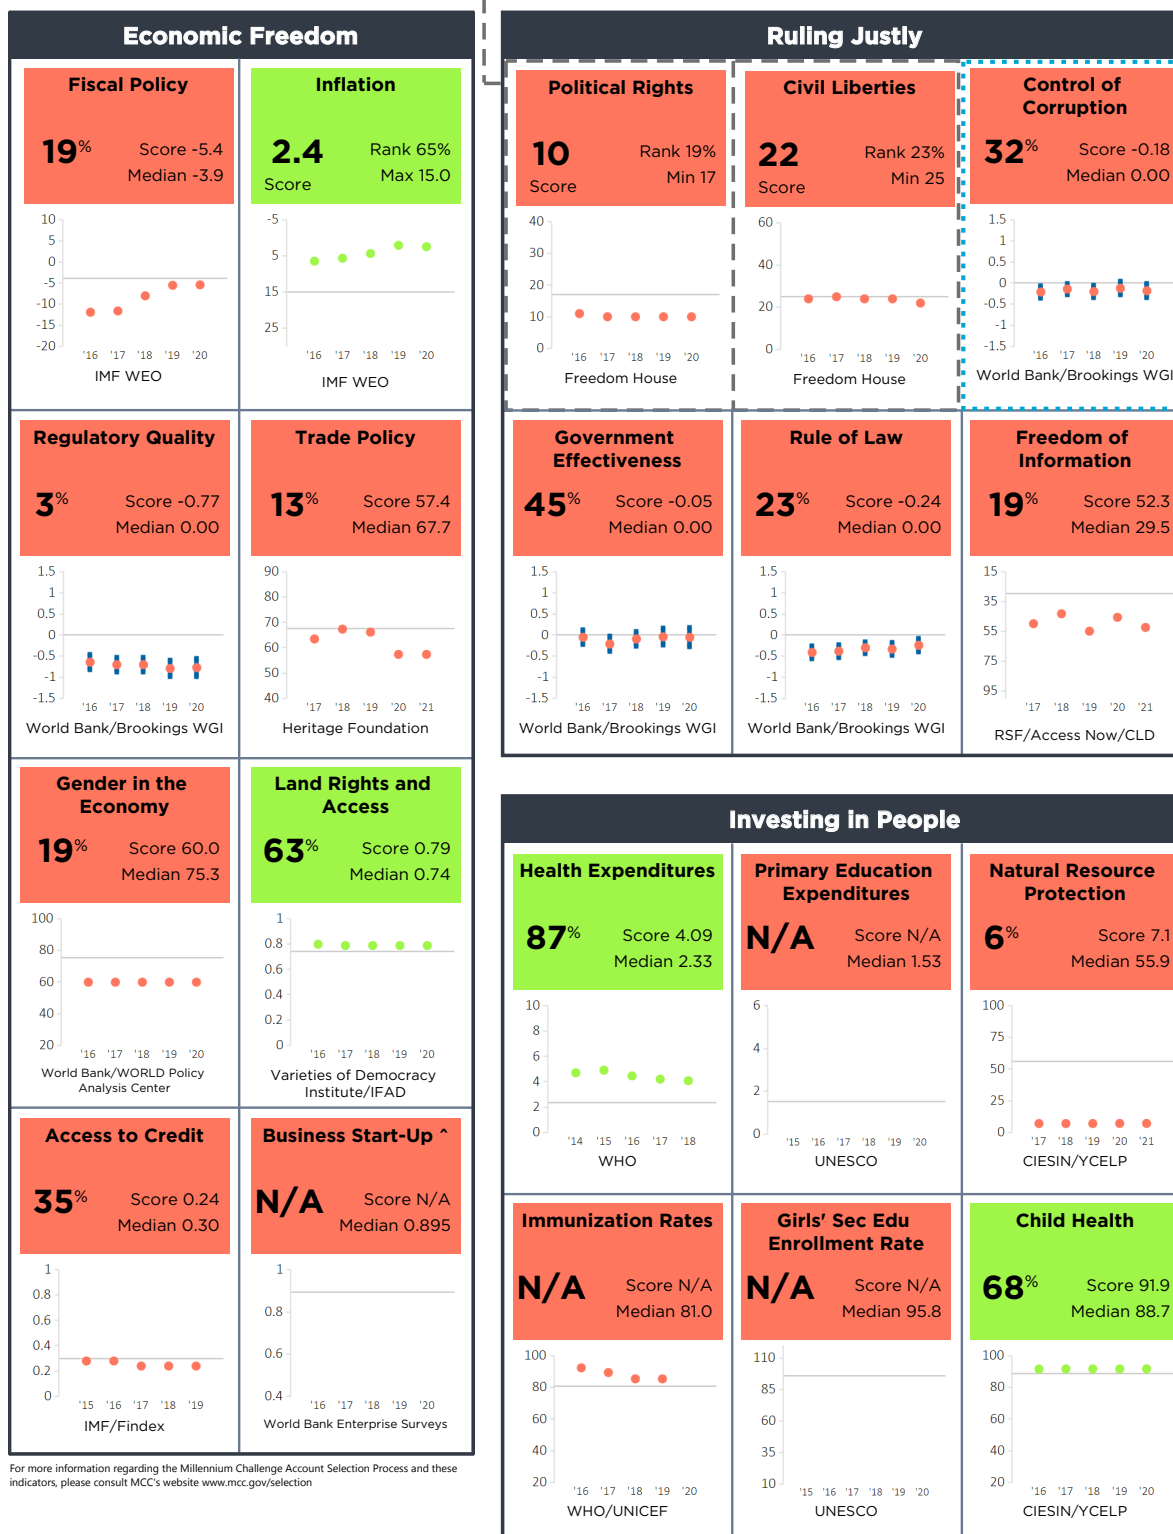 Economic Freedom
Fiscal Policy
19%
Score -5.4
Median -3.9
10
5
0
-5
-10
-15
-20
'16 '17 '18 '19 '20
IMF WEO
Inflation
2.4
Score
Rank 65%
Max 15.0
-5
5
15
25
'16 '17 '18 '19 '20
IMF WEO
Regulatory Quality
3%
Score -0.77
Median 0.00
1.5
1
0.5
0
-0.5
-1
-1.5
'16 '17 '18 '19 '20
World Bank/Brookings WGI
Trade Policy
13%
Score 57.4
Median 67.7
90
80
70
60
50
40
'17 '18 '19 '20 '21
Heritage Foundation
Gender in the
Economy
19%
Score 60.0
Median 75.3
100
80
60
40
20
'16 '17 '18 '19 '20
World Bank/WORLD Policy
Analysis Center
Land Rights and
Access
63%
Score 0.79
Median 0.74
1
0.8
0.6
0.4
0.2
0
'16 '17 '18 '19 '20
Varieties of Democracy
Institute/IFAD
Access to Credit
35%
Score 0.24
Median 0.30
1
0.8
0.6
0.4
0.2
0
'15 '16 '17 '18 '19
IMF/Findex
Business Start-Up ^
N/A
Score N/A
Median 0.895
1
0.8
0.6
0.4
'16 '17 '18 '19 '20
World Bank Enterprise Surveys
For more information regarding the Millennium Challenge Account Selection Process and these
indicators, please consult MCC's website www.mcc.gov/selection
Ruling Justly
Political Rights
10
Score
Rank 19%
Min 17
40
30
20
10
0
'16 '17 '18 '19 '20
Freedom House
Civil Liberties
22
Score
Rank 23%
Min 25
60
40
20
0
'16 '17 '18 '19 '20
Freedom House
Control of
Corruption
32%
Score -0.18
Median 0.00
1.5
1
0.5
0
-0.5
-1
-1.5
'16 '17 '18 '19 '20
World Bank/Brookings WGI
Government
Effectiveness
45%
Score -0.05
Median 0.00
1.5
1
0.5
0
-0.5
-1
-1.5
'16 '17 '18 '19 '20
World Bank/Brookings WGI
Rule of Law
23%
Score -0.24
Median 0.00
1.5
1
0.5
0
-0.5
-1
-1.5
'16 '17 '18 '19 '20
World Bank/Brookings WGI
Freedom of
Information
19%
Score 52.3
Median 29.5
15
35
55
75
95
'17 '18 '19 '20 '21
RSF/Access Now/CLD
Investing in People
Health Expenditures
87%
Score 4.09
Median 2.33
10
8
6
4
2
0
'14 '15 '16 '17 '18
WHO
Primary Education
Expenditures
N/A
Score N/A
Median 1.53
6
4
2
0
'15 '16 '17 '19 '20
UNESCO
Natural Resource
Protection
6%
Score 7.1
Median 55.9
100
75
50
25
0
'17 '18 '19 '20 '21
CIESIN/YCELP
Immunization Rates
N/A
Score N/A
Median 81.0
100
80
60
40
20
'16 '17 '18 '19 '20
WHO/UNICEF
Girls' Sec Edu
Enrollment Rate
N/A
Score N/A
Median 95.8
110
85
60
35
10
'15 '16 '17 '19 '20
UNESCO
Child Health
68%
Score 91.9
Median 88.7
100
80
60
40
20
'16 '17 '18 '19 '20
CIESIN/YCELP